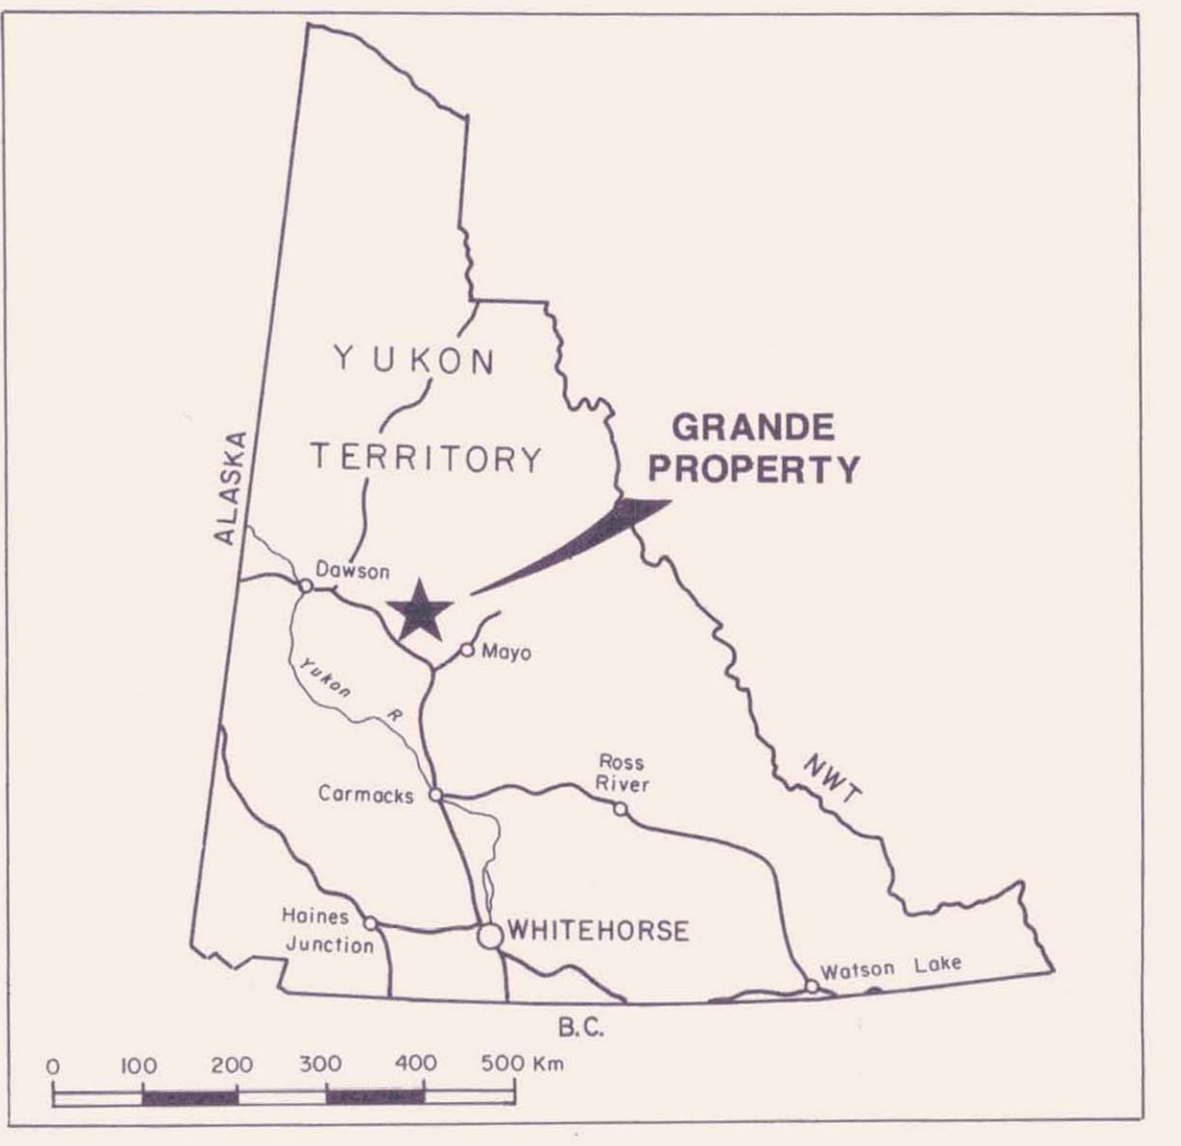 YUKON
TERRITORY
GRANDE
PROPERTY
ALASKA
Dawson
Mayo
Yukon R
Carmacks
Ross
River
NWT
Haines
Junction
WHITEHORSE
Watson Lake
B.C.
0 100 200 300 400 500 Km